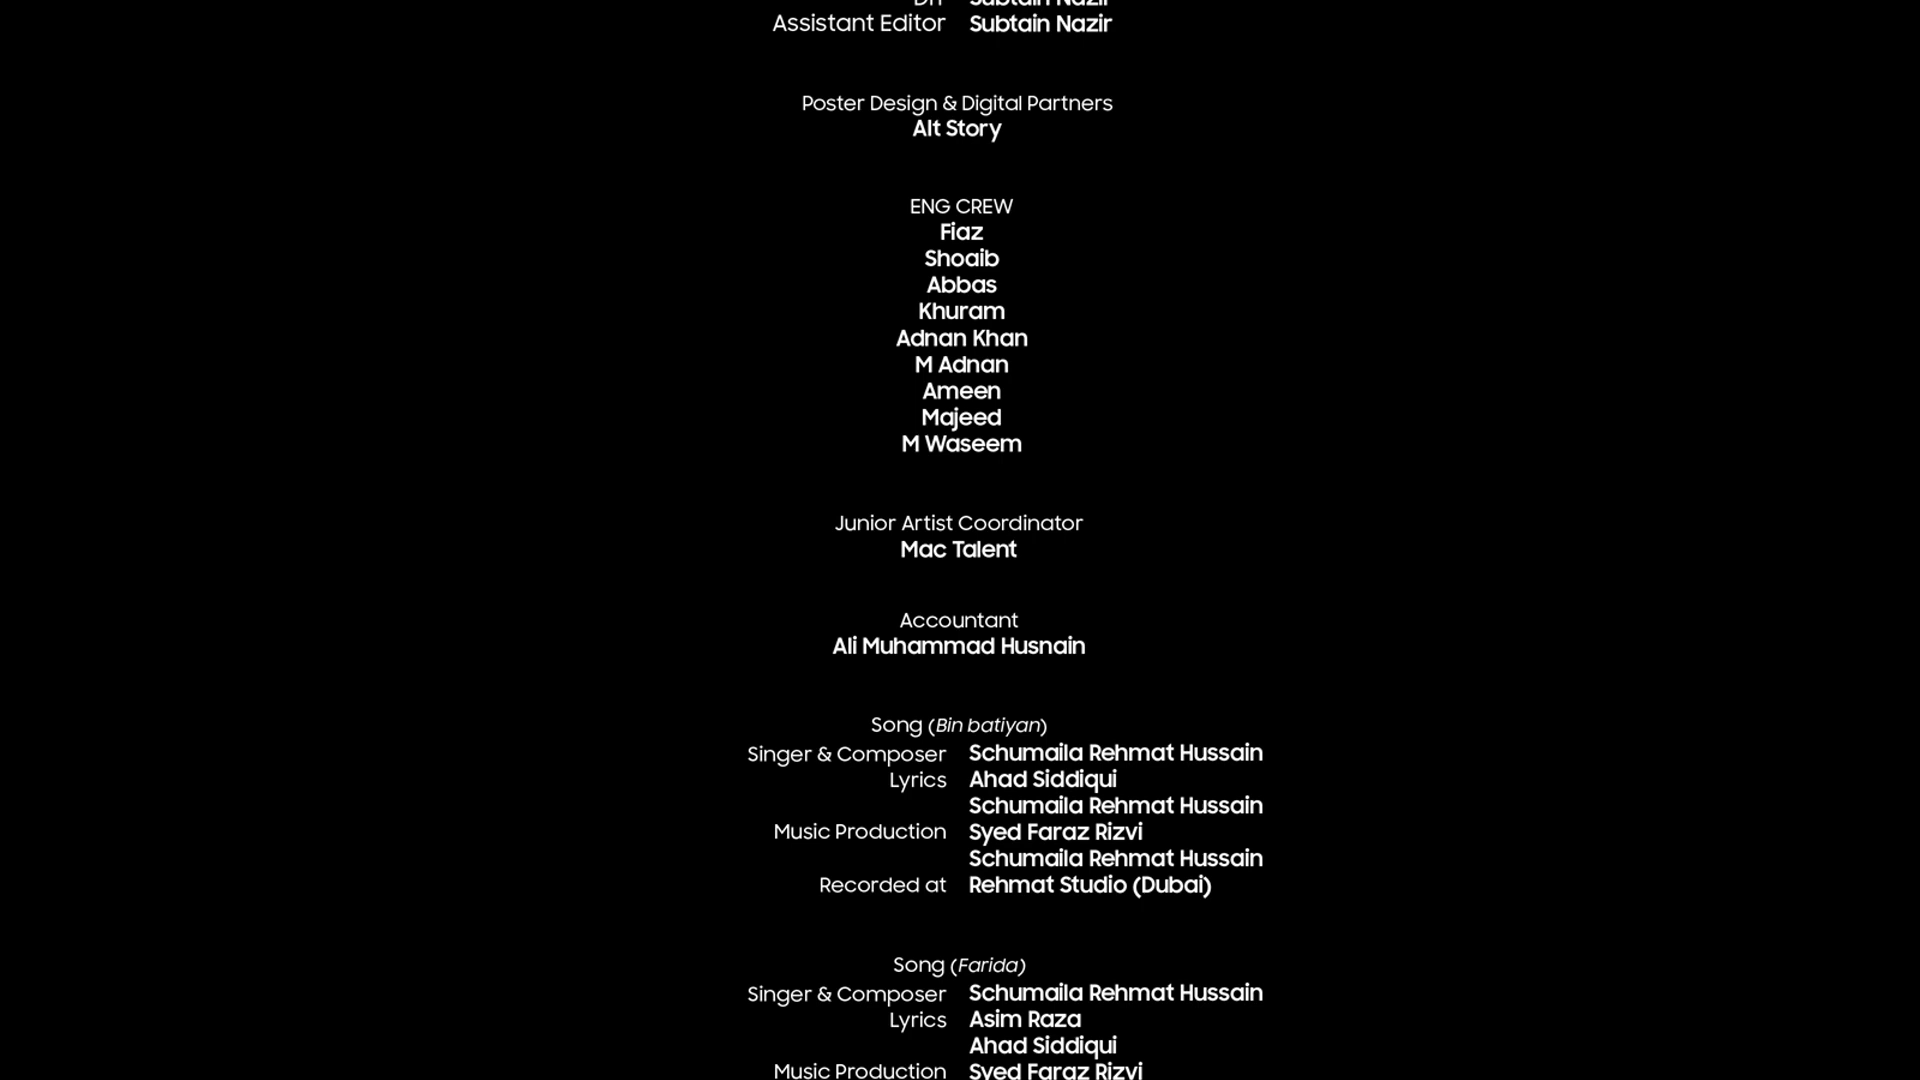 Subtain Nazir
Assistant Editor Subtain Nazir
Poster Design & Digital Partners
Alt Story
ENG CREW
Fiaz
Shoaib
Abbas
Khuram
Adnan Khan
M Adnan
Ameen
Majeed
M Waseem
Junior Artist Coordinator
Mac Talent
Accountant
Ali Muhammad Husnain
Song (Bin batiyan)
Singer & Composer Schumaila Rehmat Hussain
Lyrics Ahad Siddiqui
Schumaila Rehmat Hussain
Music Production Syed Faraz Rizvi
Schumaila Rehmat Hussain
Recorded at Rehmat Studio (Dubai)
Song (Farida)
Singer & Composer Schumaila Rehmat Hussain
Lyrics Asim Raza
Ahad Siddiqui
Music Production Syed Faraz Rizvi